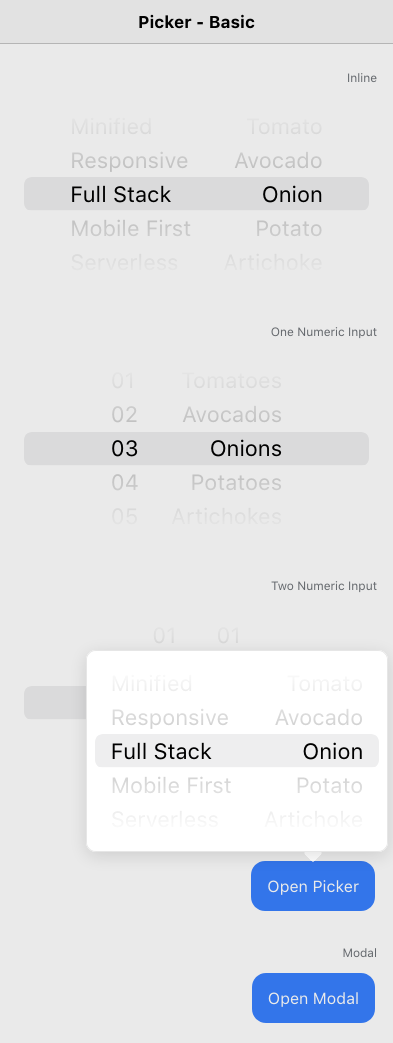 Picker - Basic
Inline
Minified Tomato
Responsive Avocado
Full Stack Onion
Mobile First Potato
Serverless Artichoke
One Numeric Input
01 Tomatoes
02 Avocados
03 Onions
04 Potatoes
05 Artichokes
Two Numeric Input
01 01
Minified Tomato
Responsive Avocado
Full Stack Onion
Mobile First Potato
Serverless Artichoke
Open Picker
Modal
Open Modal